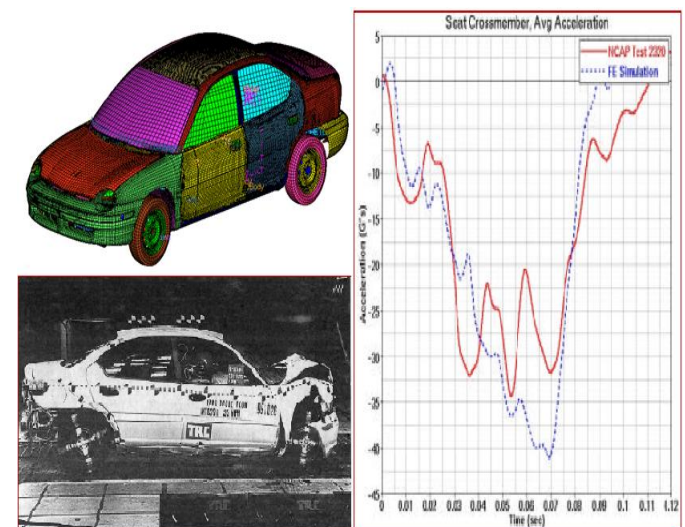 Seat Crossmember, Avg Acceleration
NCAP Test 2320
FE Simulation
5
0
-5
-10
-15
-20
-25
-30
-35
-40
-45
Acceleration (G's)
0 0.01 0.02 0.03 0.04 0.05 0.06 0.07 0.08 0.09 0.10 0.11 0.12
Time (sec)
TRC